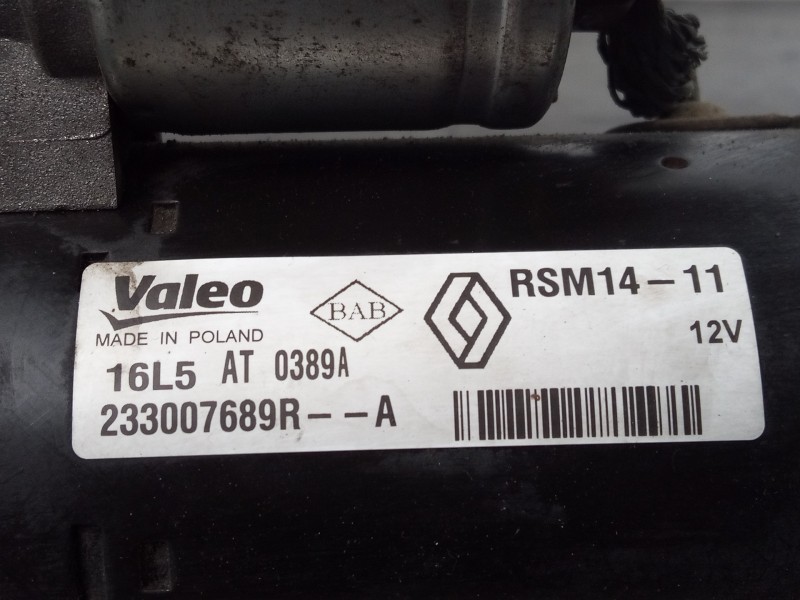 Valeo
MADE IN POLAND
BAB
RSM14-11
12V
16L5 AT 0389A
233007689R--A